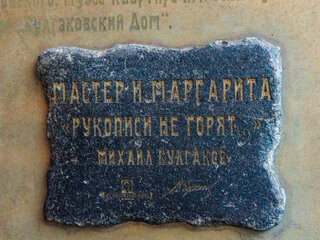 Булгаковский Дом".
МАСТЕР И МАРГАРИТА
«РУКОПИСИ НЕ ГОРЯТ...»
МИХАИЛ БУЛГАКОВ